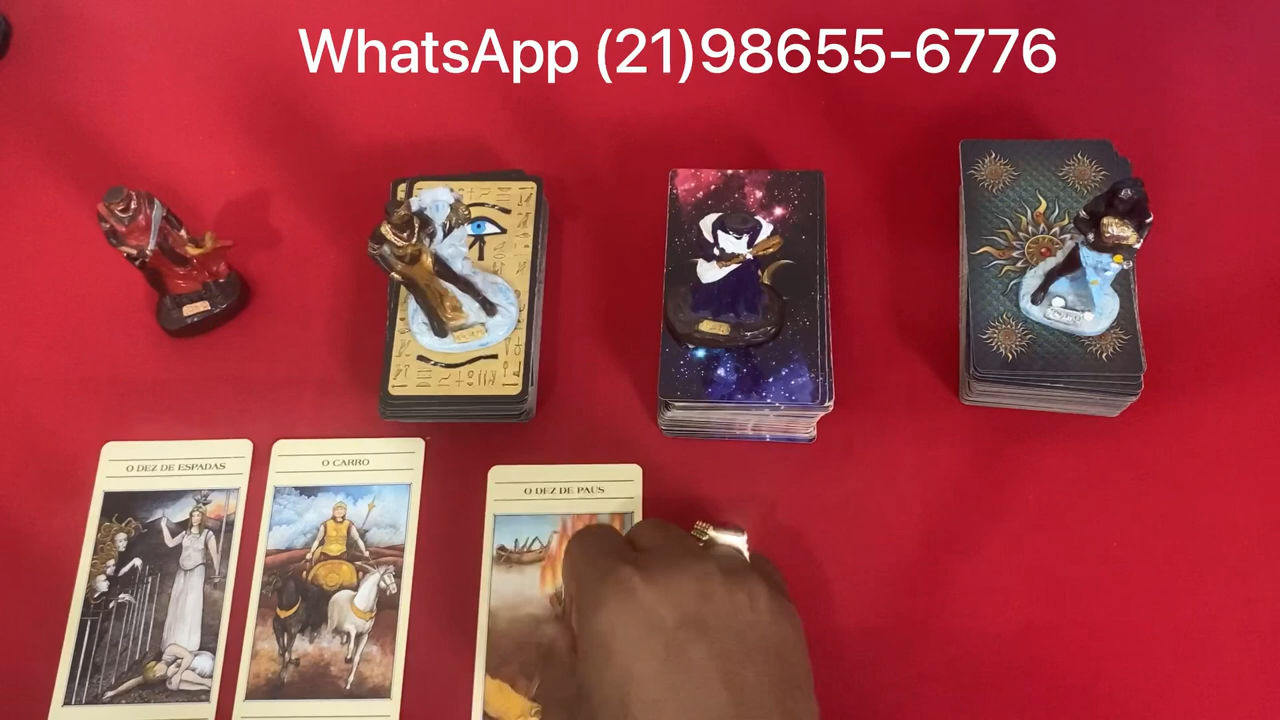 WhatsApp (21)98655-6776
O DEZ DE ESPADAS
O CARRO
O DEZ DE PAUS